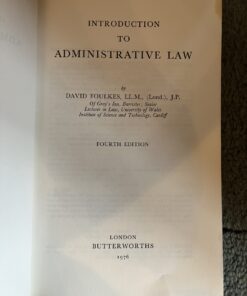 INTRODUCTION
TO
ADMINISTRATIVE LAW
by
DAVID FOULKES, LL.M., (Lond.), J.P.
Of Gray's Inn, Barrister, Senior
Lecturer in Law, University of Wales
Institute of Science and Technology, Cardiff
FOURTH EDITION
LONDON
BUTTERWORTHS
1976